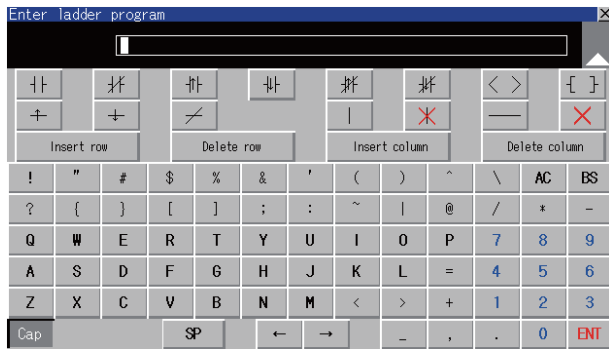 Enter ladder program ×
< > { }
Insert row Delete row Insert column Delete column
! " # $ % & ' ( ) ^ \ AC BS
? { } [ ] ; : ~ | @ / * -
Q W E R T Y U I O P 7 8 9
A S D F G H J K L = 4 5 6
Z X C V B N M < > + 1 2 3
Cap SP ← → _ , . 0 ENT